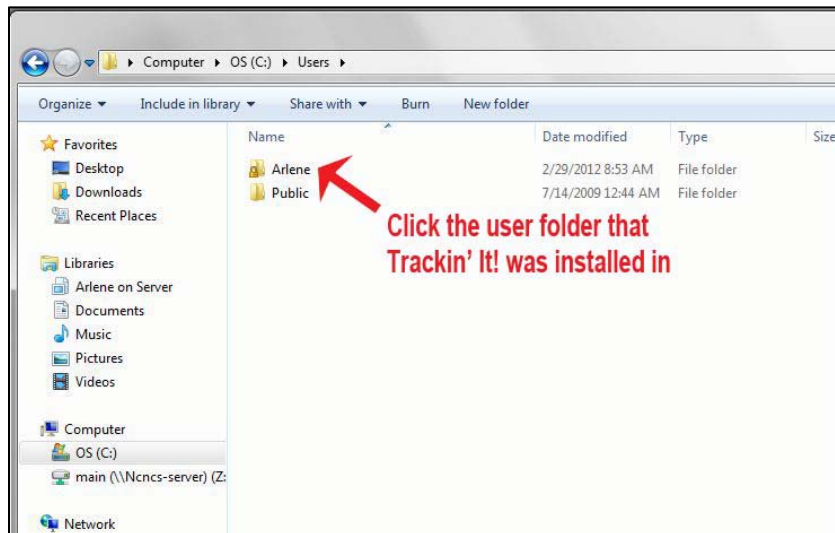 Computer OS (C:) Users
Organize Include in library Share with Burn New folder
Name Date modified Type Size
Favorites
Desktop
Downloads
Recent Places
Libraries
Arlene on Server
Documents
Music
Pictures
Videos
Computer
OS (C:)
main (\\Ncncs-server) (Z:
Network
Arlene 2/29/2012 8:53 AM File folder
Public 7/14/2009 12:44 AM File folder
Click the user folder that
Trackin' It! was installed in